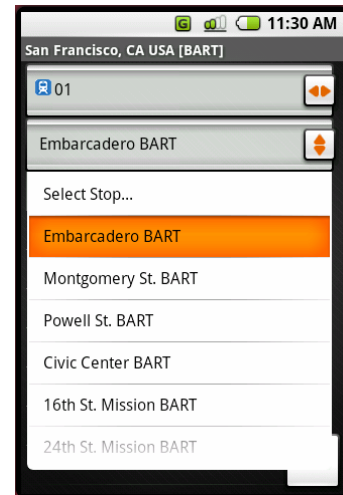 G 11:30 AM
San Francisco, CA USA [BART]
01
Embarcadero BART
Select Stop...
Embarcadero BART
Montgomery St. BART
Powell St. BART
Civic Center BART
16th St. Mission BART
24th St. Mission BART